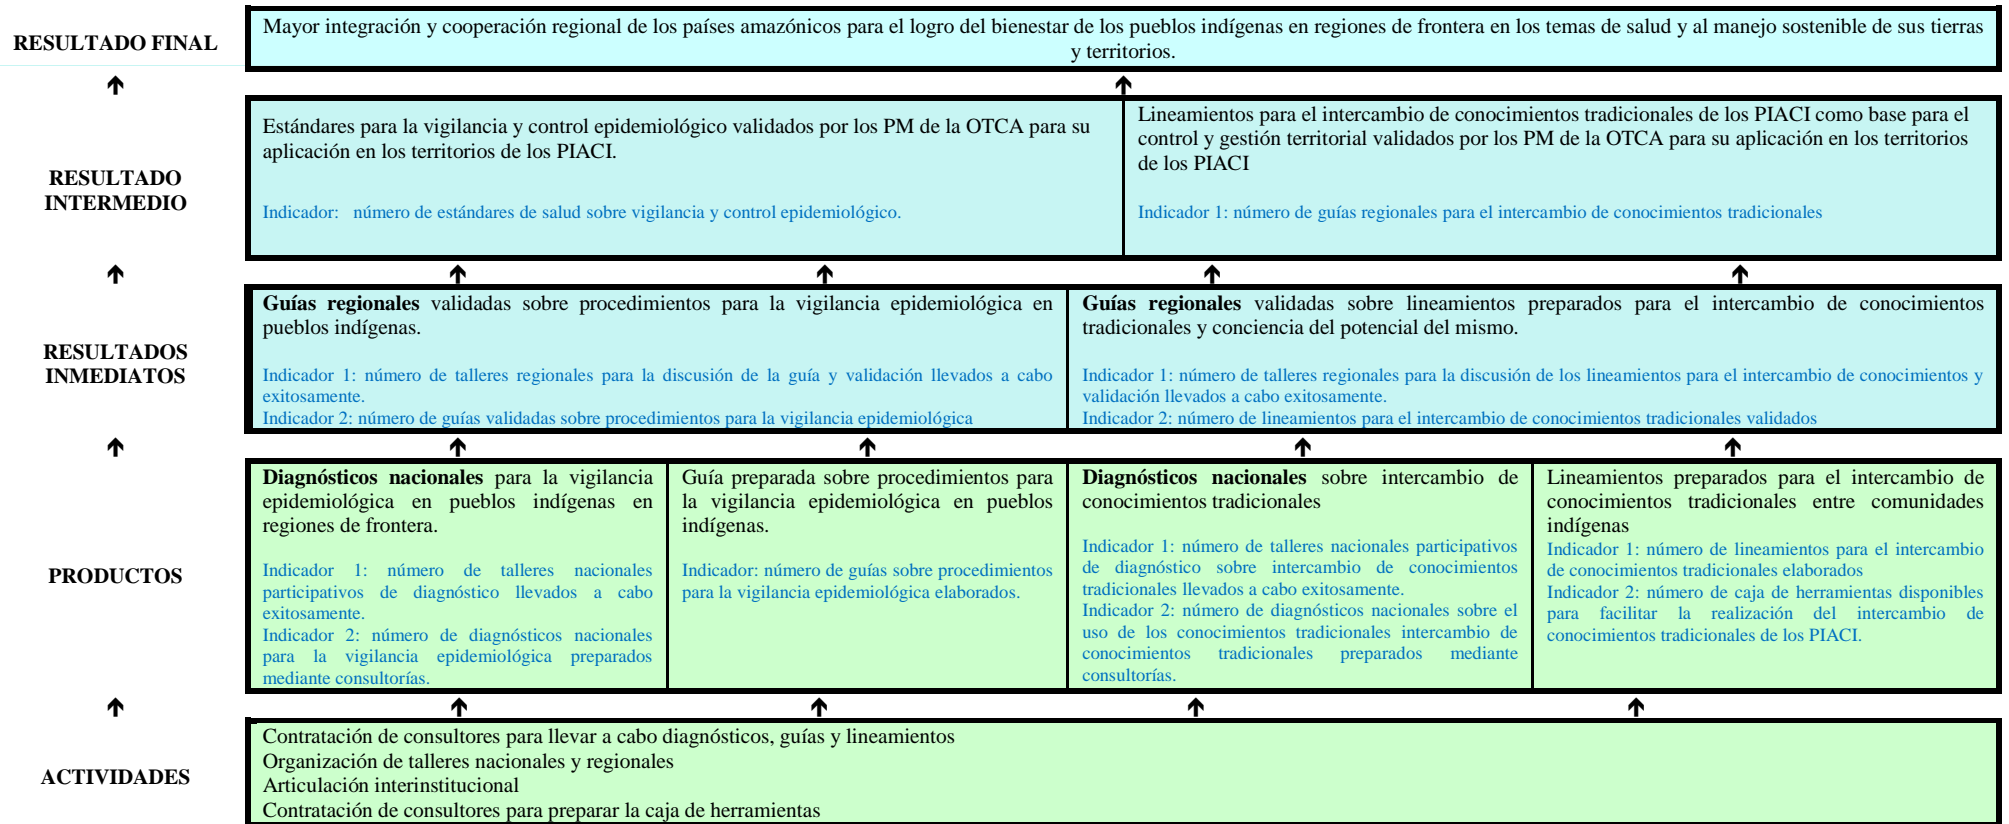 RESULTADO FINAL
Mayor integración y cooperación regional de los países amazónicos para el logro del bienestar de los pueblos indígenas en regiones de frontera en los temas de salud y al manejo sostenible de sus tierras
y territorios.
RESULTADO
INTERMEDIO
Estándares para la vigilancia y control epidemiológico validados por los PM de la OTCA para su
aplicación en los territorios de los PIACI.
Indicador: número de estándares de salud sobre vigilancia y control epidemiológico.
Lineamientos para el intercambio de conocimientos tradicionales de los PIACI como base para el
control y gestión territorial validados por los PM de la OTCA para su aplicación en los territorios
de los PIACI
Indicador 1: número de guías regionales para el intercambio de conocimientos tradicionales
RESULTADOS
INMEDIATOS
Guías regionales validadas sobre procedimientos para la vigilancia epidemiológica en
pueblos indígenas.
Indicador 1: número de talleres regionales para la discusión de la guía y validación llevados a cabo
exitosamente.
Indicador 2: número de guías validadas sobre procedimientos para la vigilancia epidemiológica
Guías regionales validadas sobre lineamientos preparados para el intercambio de conocimientos
tradicionales y conciencia del potencial del mismo.
Indicador 1: número de talleres regionales para la discusión de los lineamientos para el intercambio de conocimientos y
validación llevados a cabo exitosamente.
Indicador 2: número de lineamientos para el intercambio de conocimientos tradicionales validados
PRODUCTOS
Diagnósticos nacionales para la vigilancia
epidemiológica en pueblos indígenas en
regiones de frontera.
Indicador 1: número de talleres nacionales
participativos de diagnóstico llevados a cabo
exitosamente.
Indicador 2: número de diagnósticos nacionales
para la vigilancia epidemiológica preparados
mediante consultorías.
Guía preparada sobre procedimientos para
la vigilancia epidemiológica en pueblos
indígenas.
Indicador: número de guías sobre procedimientos
para la vigilancia epidemiológica elaborados.
Diagnósticos nacionales sobre intercambio de
conocimientos tradicionales
Indicador 1: número de talleres nacionales participativos
de diagnóstico sobre intercambio de conocimientos
tradicionales llevados a cabo exitosamente.
Indicador 2: número de diagnósticos nacionales sobre el
uso de los conocimientos tradicionales intercambio de
conocimientos tradicionales preparados mediante
consultorías.
Lineamientos preparados para el intercambio de
conocimientos tradicionales entre comunidades
indígenas
Indicador 1: número de lineamientos para el intercambio
de conocimientos tradicionales elaborados
Indicador 2: número de caja de herramientas disponibles
para facilitar la realización del intercambio de
conocimientos tradicionales de los PIACI.
ACTIVIDADES
Contratación de consultores para llevar a cabo diagnósticos, guías y lineamientos
Organización de talleres nacionales y regionales
Articulación interinstitucional
Contratación de consultores para preparar la caja de herramientas